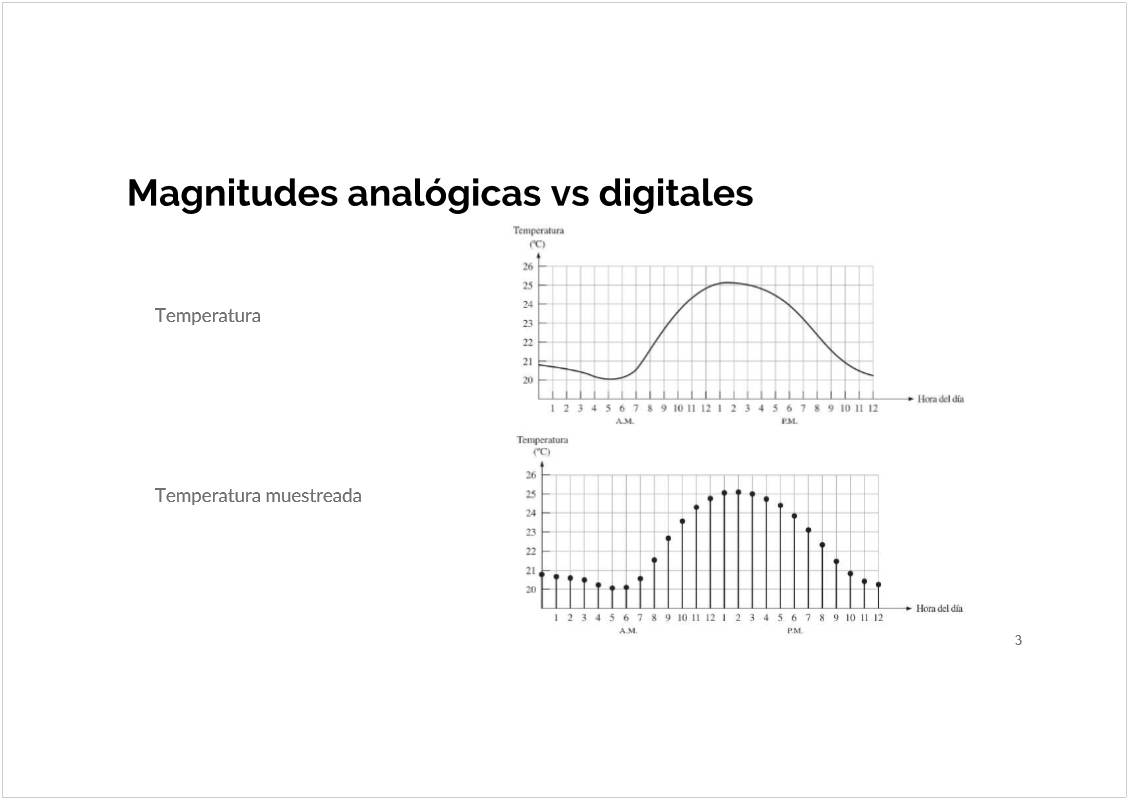 Magnitudes analógicas vs digitales
Temperatura
Temperatura
(ºC)
26
25
24
23
22
21
20
1 2 3 4 5 6 7 8 9 10 11 12 1 2 3 4 5 6 7 8 9 10 11 12
Hora del día
A.M. P.M.
Temperatura muestreada
Temperatura
(ºC)
26
25
24
23
22
21
20
1 2 3 4 5 6 7 8 9 10 11 12 1 2 3 4 5 6 7 8 9 10 11 12
Hora del día
A.M. P.M.
3